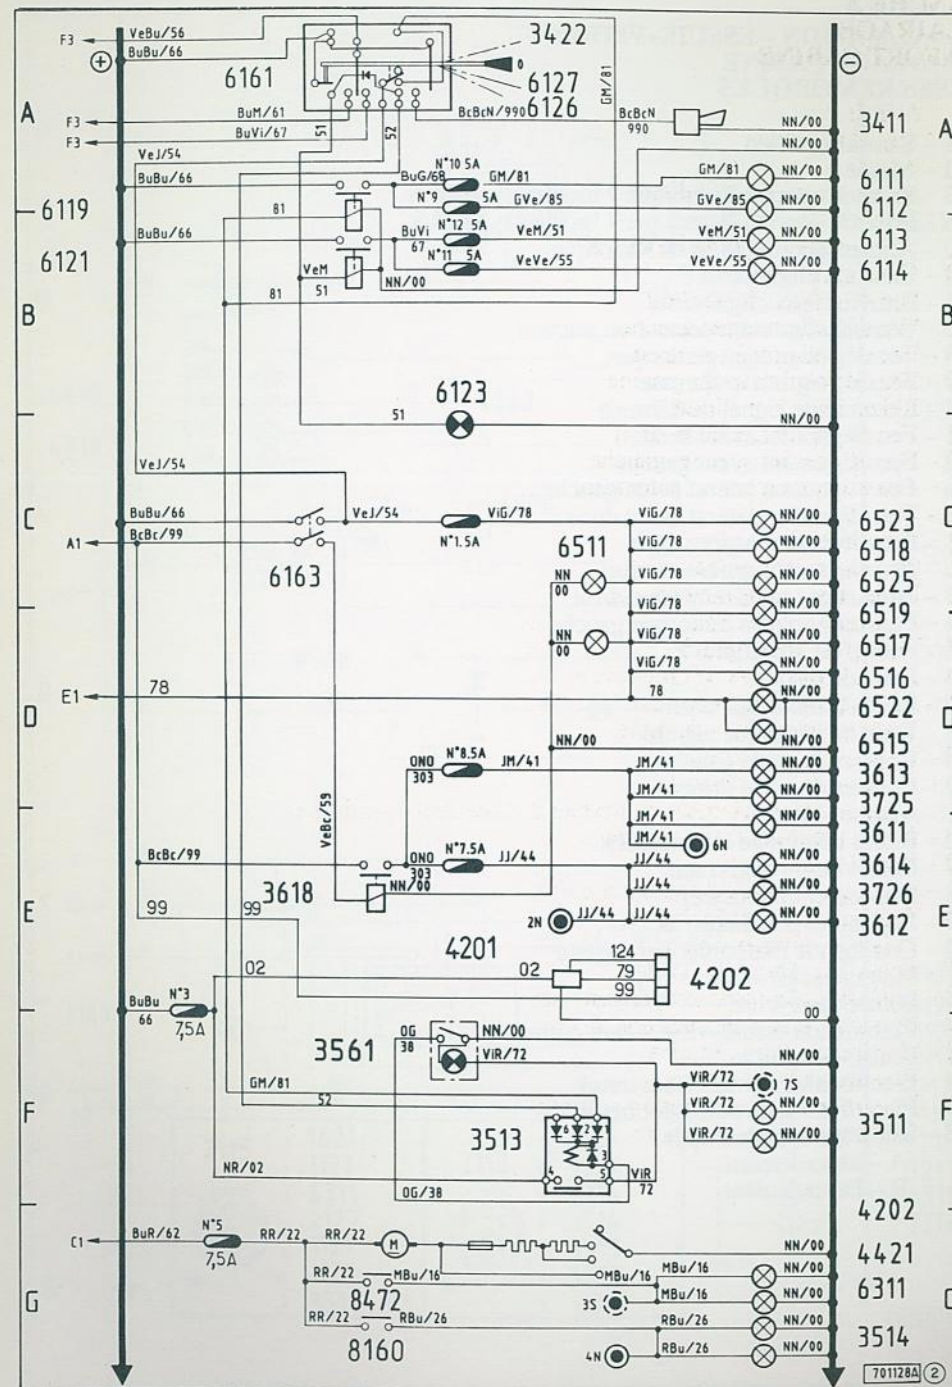 F3 VeBu/56
BuBu/66
3422
6161
6127
GM/81
A F3 BuM/61 51 52 BcBcN/990 6126 BcBcN 990 NN/00 3411 A
F3 BuVi/67 NN/00
VeJ/54
BuBu/66 BuG/68 N°10 5A GM/81 GM/81 NN/00 6111
6119 81 N°9 5A GVe/85 GVe/85 NN/00 6112
BuBu/66 BuVi 67 N°12 5A VeM/51 VeM/51 NN/00 6113
6121 VeM 51 N°11 5A VeVe/55 VeVe/55 NN/00 6114
81 NN/00
B B
6123
51 NN/00
VeJ/54
C BuBu/66 VeJ/54 N°1.5A ViG/78 ViG/78 NN/00 6523
A1 BcBc/99 ViG/78 NN/00 6518
6163 6511 NN 00 ViG/78 NN/00 6525
ViG/78 NN/00 6519
NN 00 ViG/78 NN/00 6517
ViG/78 NN/00 6516
E1 78 78 NN/00 6522
D NN/00 NN/00 6515
ONO 303 N°8.5A JM/41 JM/41 NN/00 3613
JM/41 NN/00 3725
VeBc/59 JM/41 NN/00 3611
JM/41 6N
BcBc/99 ONO 303 N°7.5A JJ/44 JJ/44 NN/00 3614
3618 NN/00 JJ/44 NN/00 3726
E 99 99 2N JJ/44 JJ/44 NN/00 3612 E
4201 124
02 02 79 4202
99
BuBu 66 N°3 7,5A 00
3561 OG 38 NN/00 NN/00
ViR/72 ViR/72 7S
GM/81
F 52 ViR/72 NN/00 3511 F
3513 6 2 1 ViR/72 NN/00
3
NR/02 4 5 ViR 72
OG/38
4202
C1 BuR/62 N°5 7,5A RR/22 RR/22 M NN/00 4421
RR/22 MBu/16 MBu/16 MBu/16 NN/00
G 8472 3S MBu/16 NN/00 6311
RR/22 RBu/26 RBu/26 NN/00
8160 4N RBu/26 NN/00 3514
701128A 2